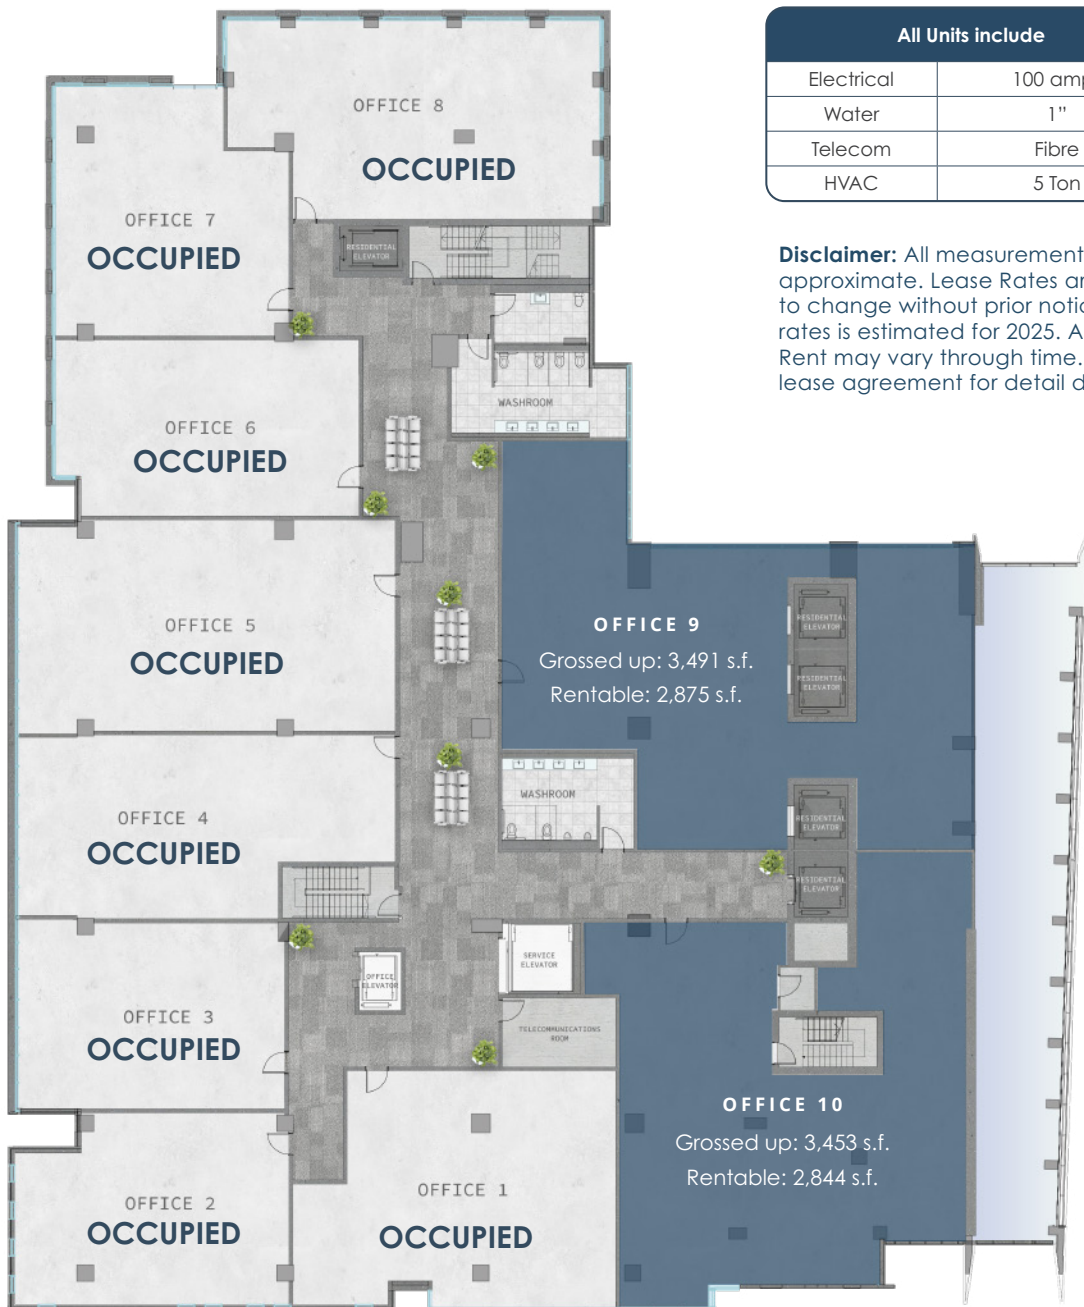 OFFICE 8
OCCUPIED
OFFICE 7
OCCUPIED
RESIDENTIAL
ELEVATOR
All Units include
Electrical 100 amp
Water 1”
Telecom Fibre
HVAC 5 Ton
Disclaimer: All measurement
approximate. Lease Rates ar
to change without prior notic
rates is estimated for 2025. A
Rent may vary through time.
lease agreement for detail d
WASHROOM
OFFICE 6
OCCUPIED
OFFICE 5
OCCUPIED
OFFICE 9
Grossed up: 3,491 s.f.
Rentable: 2,875 s.f.
RESIDENTIAL
ELEVATOR
RESIDENTIAL
ELEVATOR
WASHROOM
OFFICE 4
OCCUPIED
RESIDENTIAL
ELEVATOR
RESIDENTIAL
ELEVATOR
SERVICE
ELEVATOR
OFFICE
ELEVATOR
OFFICE 3
OCCUPIED
TELECOMMUNICATIONS
ROOM
OFFICE 10
Grossed up: 3,453 s.f.
Rentable: 2,844 s.f.
OFFICE 2
OCCUPIED
OFFICE 1
OCCUPIED